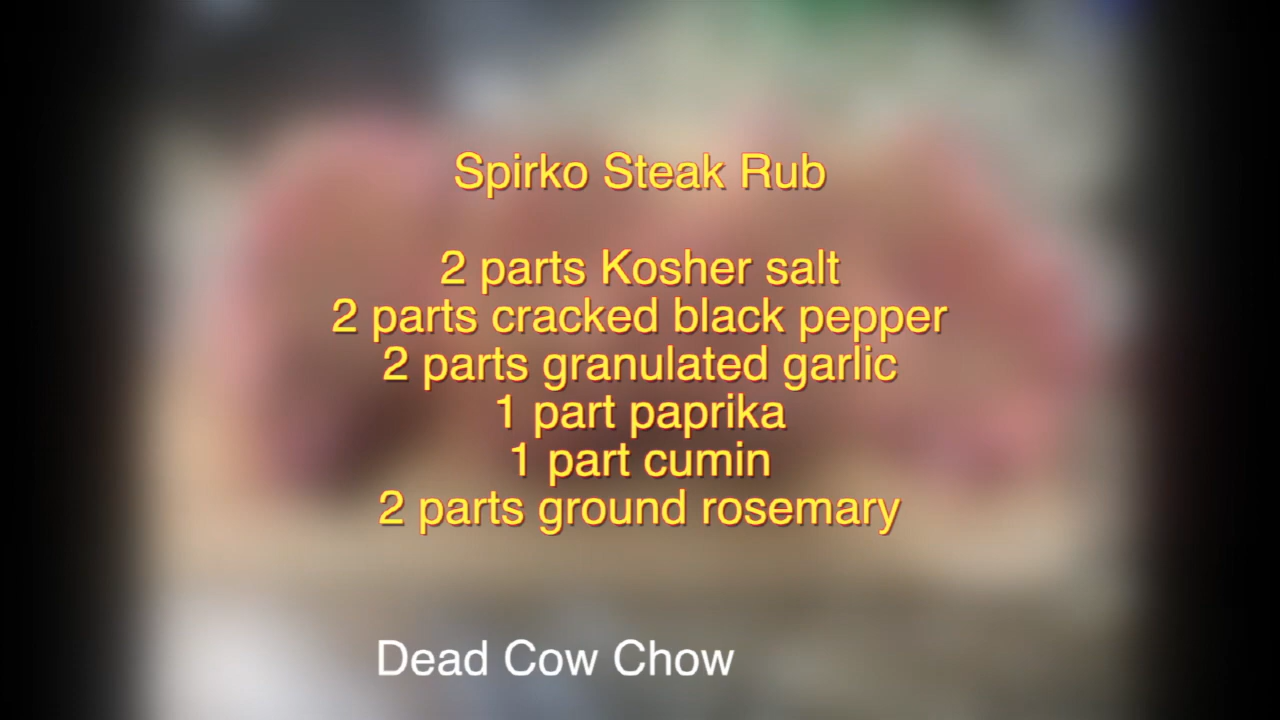 Spirko Steak Rub
2 parts Kosher salt
2 parts cracked black pepper
2 parts granulated garlic
1 part paprika
1 part cumin
2 parts ground rosemary
Dead Cow Chow